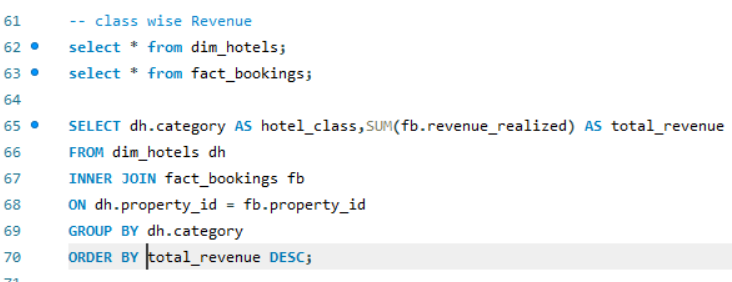 61 -- class wise Revenue
62 select * from dim_hotels;
63 select * from fact_bookings;
64
65 SELECT dh.category AS hotel_class,SUM(fb.revenue_realized) AS total_revenue
66 FROM dim_hotels dh
67 INNER JOIN fact_bookings fb
68 ON dh.property_id = fb.property_id
69 GROUP BY dh.category
70 ORDER BY total_revenue DESC;
71